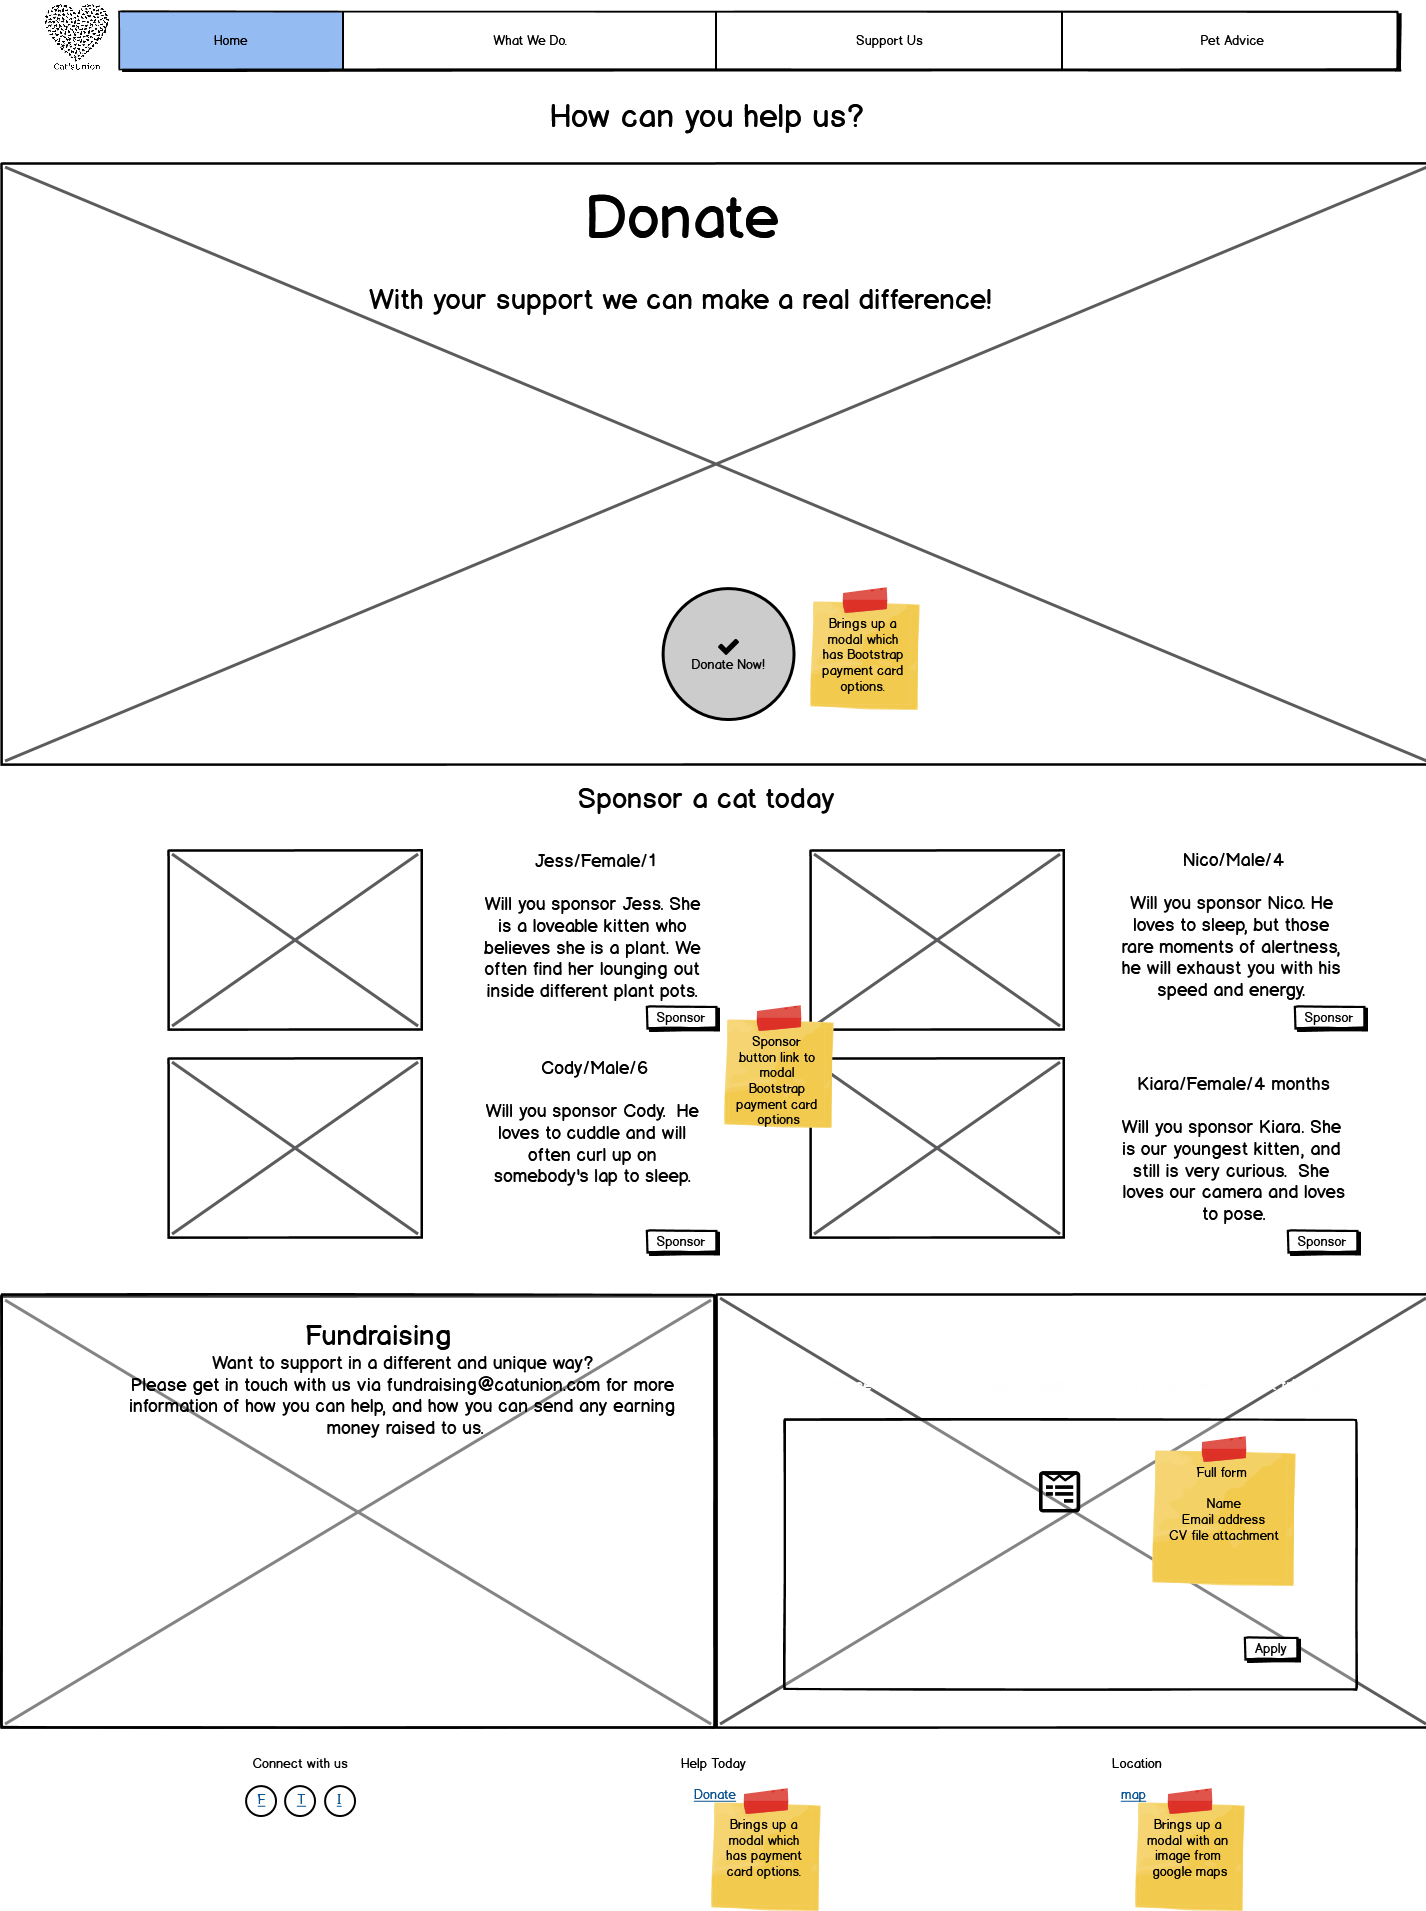 Cat'sUnion
Home
What We Do.
Support Us
Pet Advice
How can you help us?
Donate
With your support we can make a real difference!
Donate Now!
Brings up a
modal which
has Bootstrap
payment card
options.
Sponsor a cat today
Jess/Female/1
Will you sponsor Jess. She
is a loveable kitten who
believes she is a plant. We
often find her lounging out
inside different plant pots.
Sponsor
Nico/Male/4
Will you sponsor Nico. He
loves to sleep, but those
rare moments of alertness,
he will exhaust you with his
speed and energy.
Sponsor
Sponsor
button link to
modal
Bootstrap
payment card
options
Cody/Male/6
Will you sponsor Cody.  He
loves to cuddle and will
often curl up on
somebody's lap to sleep.
Sponsor
Kiara/Female/4 months
Will you sponsor Kiara. She
is our youngest kitten, and
still is very curious.  She
loves our camera and loves
to pose.
Sponsor
Fundraising
Want to support in a different and unique way?
Please get in touch with us via fundraising@catunion.com for more
information of how you can help, and how you can send any earning
money raised to us.
Full form
Name
Email address
CV file attachment
Apply
Connect with us
F
T
I
Help Today
Donate
Brings up a
modal which
has payment
card options.
Location
map
Brings up a
modal with an
image from
google maps